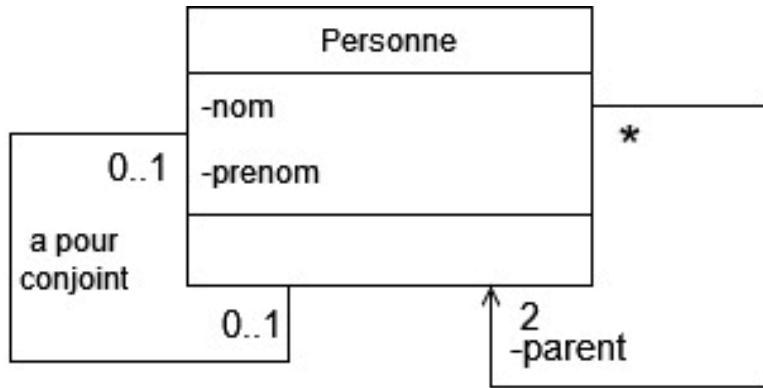 Personne
-nom
*
0..1
-prenom
a pour
conjoint
0..1
2
-parent